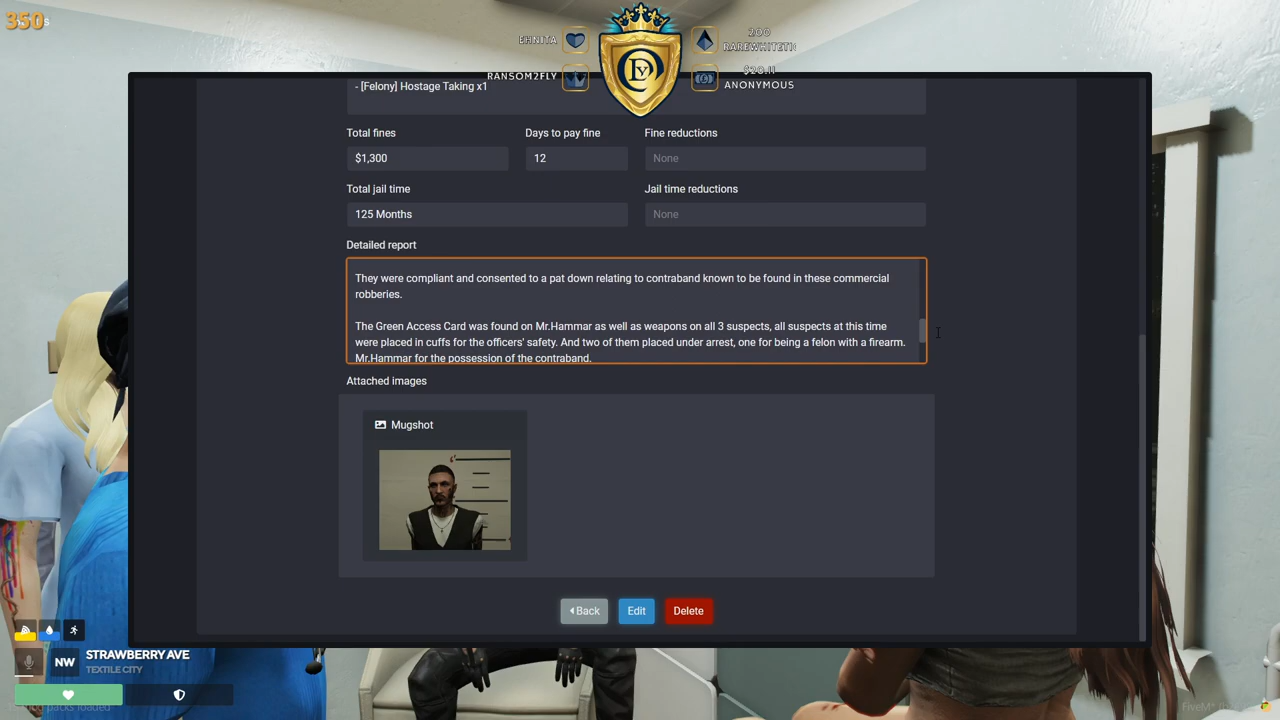 350s
EHNITA
200
RAREWHITETR
RANSOM2FLY
$20.11
ANONYMOUS
- [Felony] Hostage Taking x1
Total fines
Days to pay fine
Fine reductions
$1,300
12
None
Total jail time
Jail time reductions
125 Months
None
Detailed report
They were compliant and consented to a pat down relating to contraband known to be found in these commercial
robberies.
The Green Access Card was found on Mr.Hammar as well as weapons on all 3 suspects, all suspects at this time
were placed in cuffs for the officers' safety. And two of them placed under arrest, one for being a felon with a firearm.
Mr.Hammar for the possession of the contraband.
Attached images
Mugshot
Back
Edit
Delete
NW
STRAWBERRY AVE
TEXTILE CITY
packs loaded
FiveM*